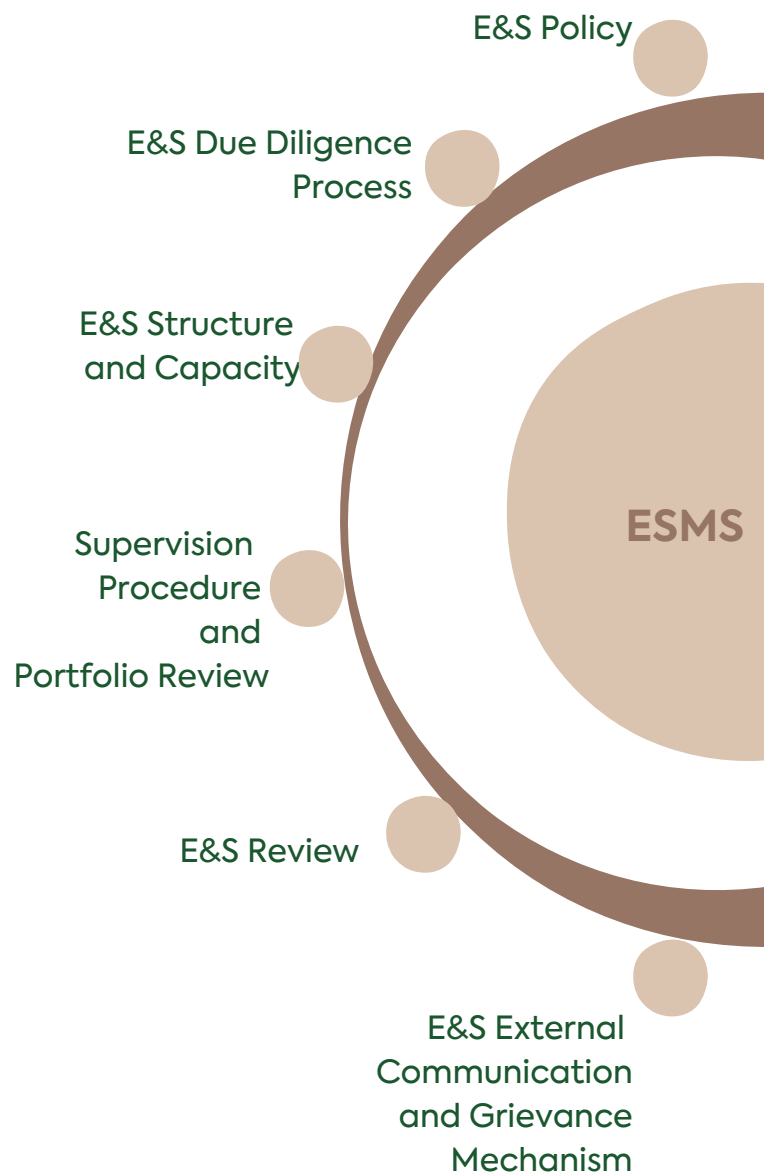 E&S Policy
E&S Due Diligence
Process
E&S Structure
and Capacity
ESMS
Supervision
Procedure
and
Portfolio Review
E&S Review
E&S External
Communication
and Grievance
Mechanism